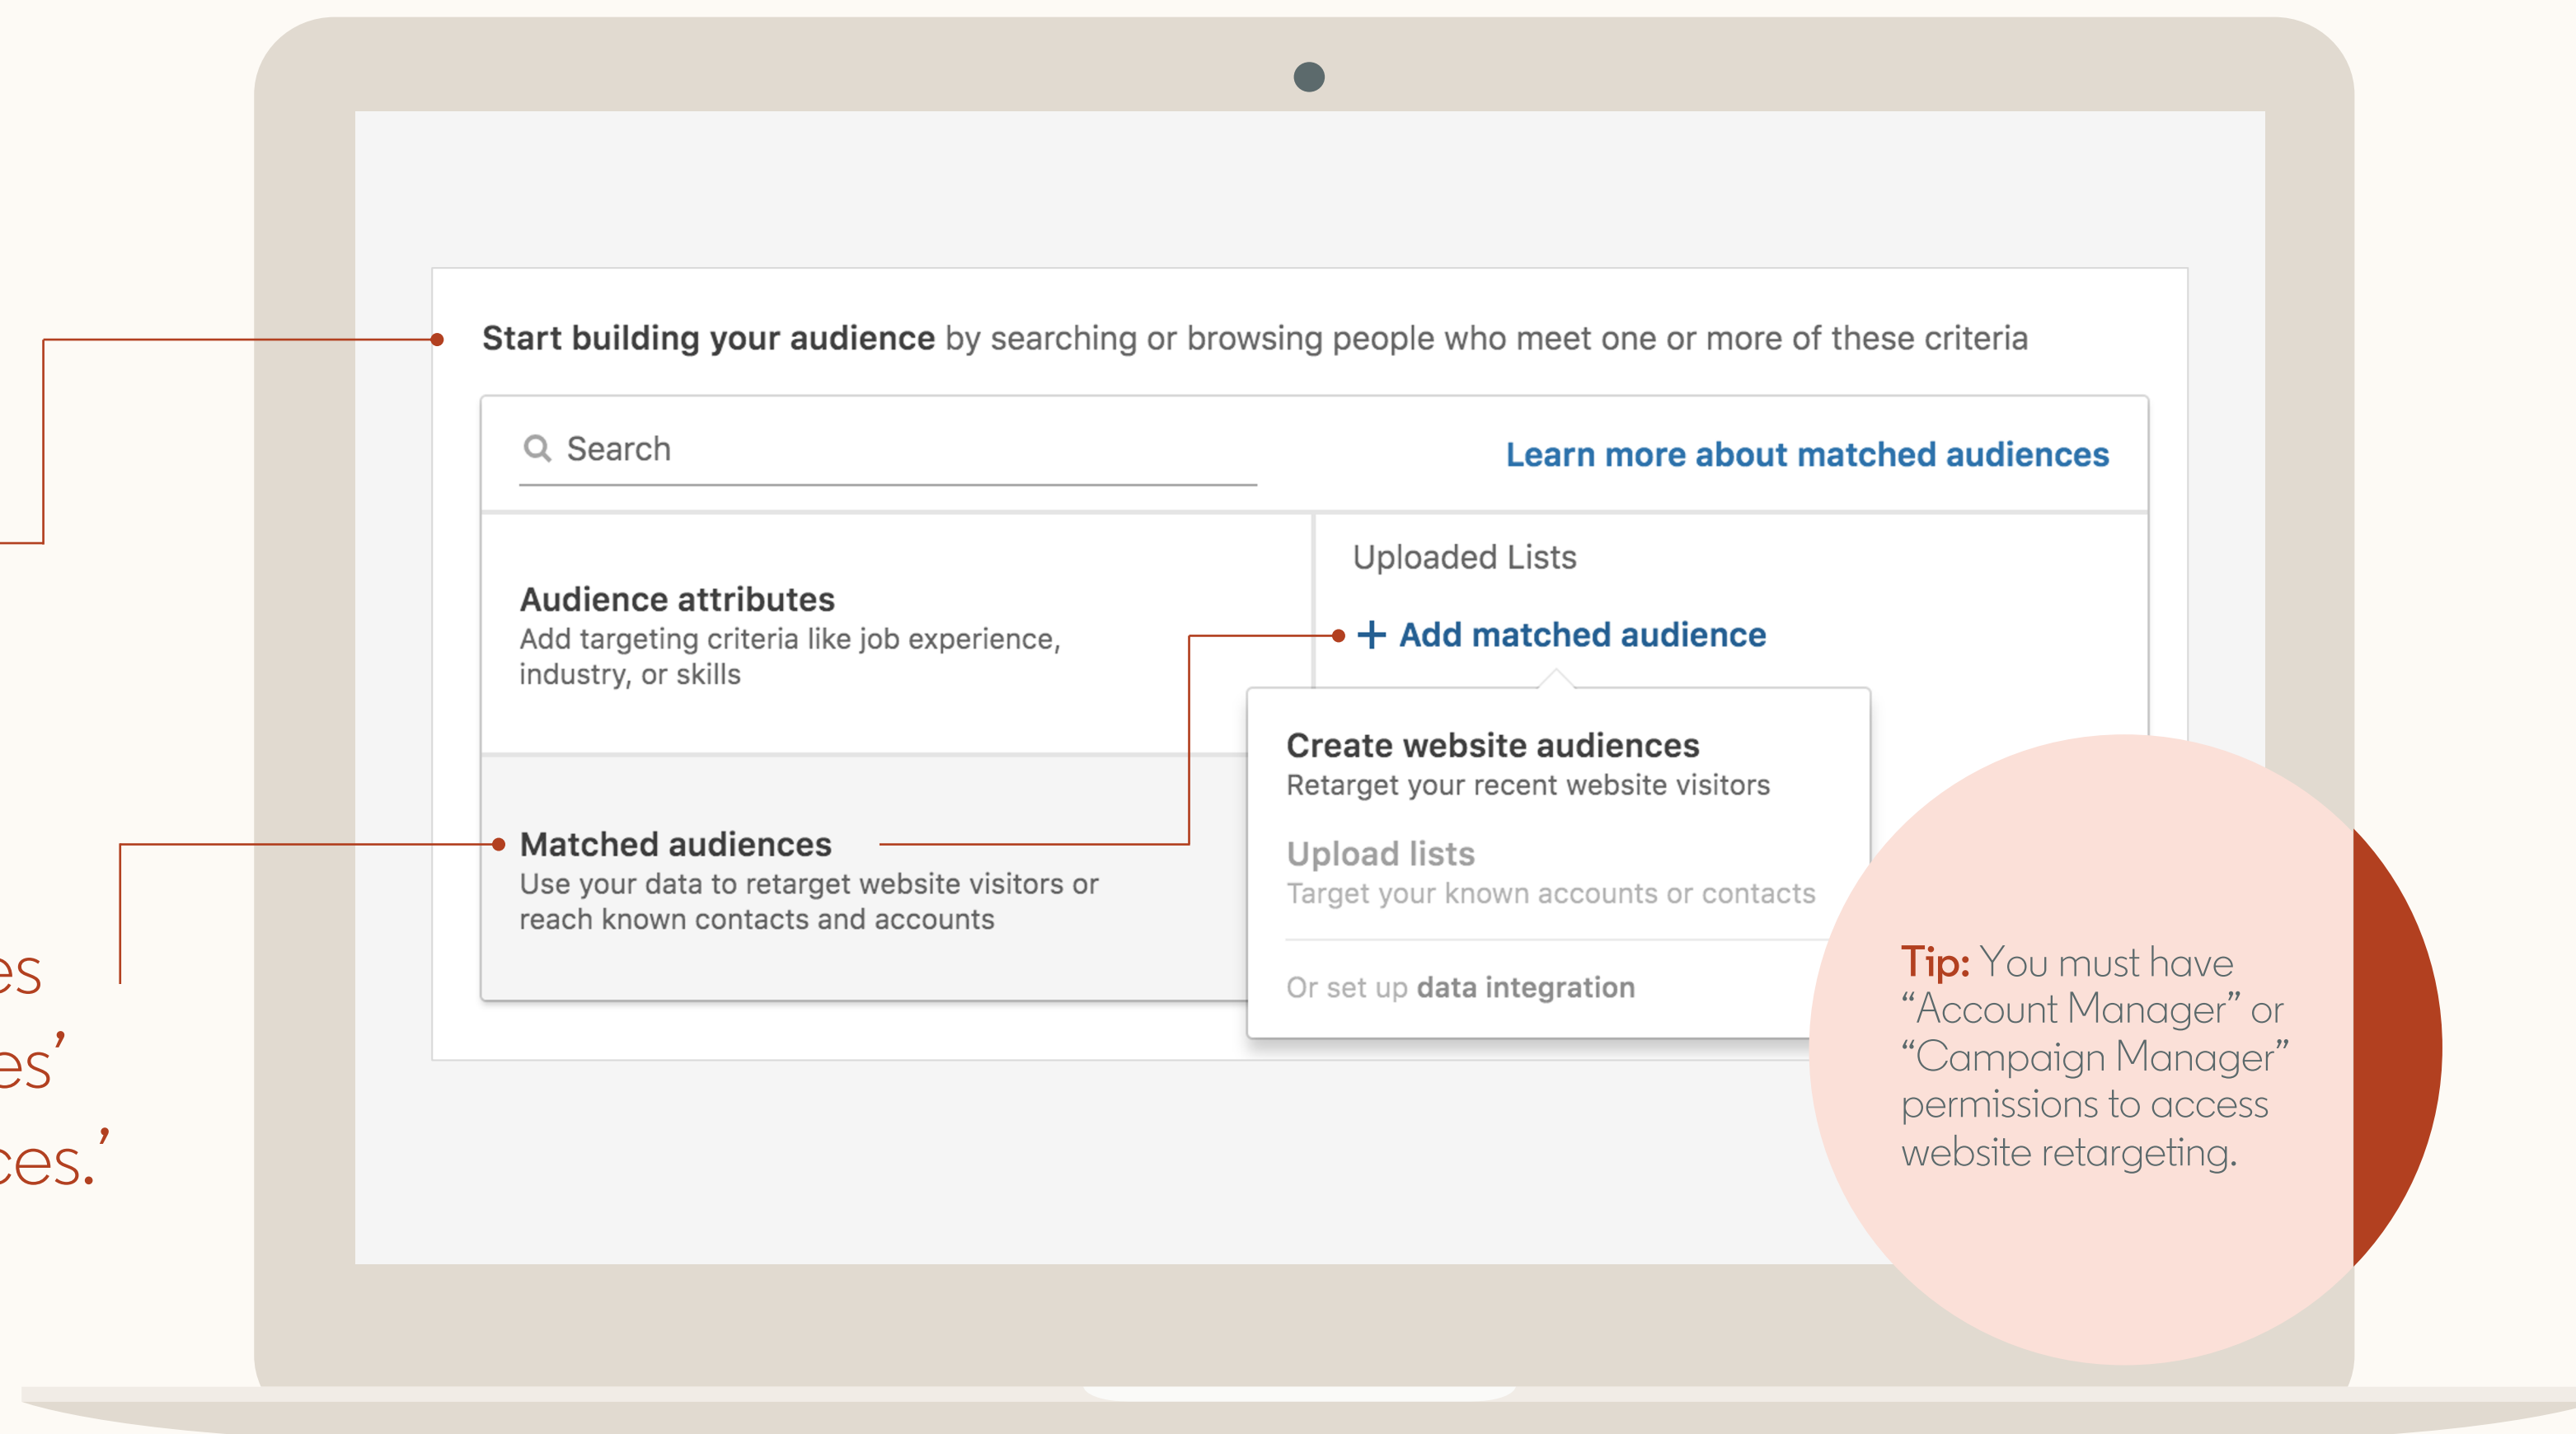 Start building your audience by searching or browsing people who meet one or more of these criteria
Search
Learn more about matched audiences
Audience attributes
Add targeting criteria like job experience,
industry, or skills
Matched audiences
Use your data to retarget website visitors or
reach known contacts and accounts
Uploaded Lists
+ Add matched audience
Create website audiences
Retarget your recent website visitors
Upload lists
Target your known accounts or contacts
Or set up data integration
Tip: You must have
“Account Manager” or
“Campaign Manager”
permissions to access
website retargeting.